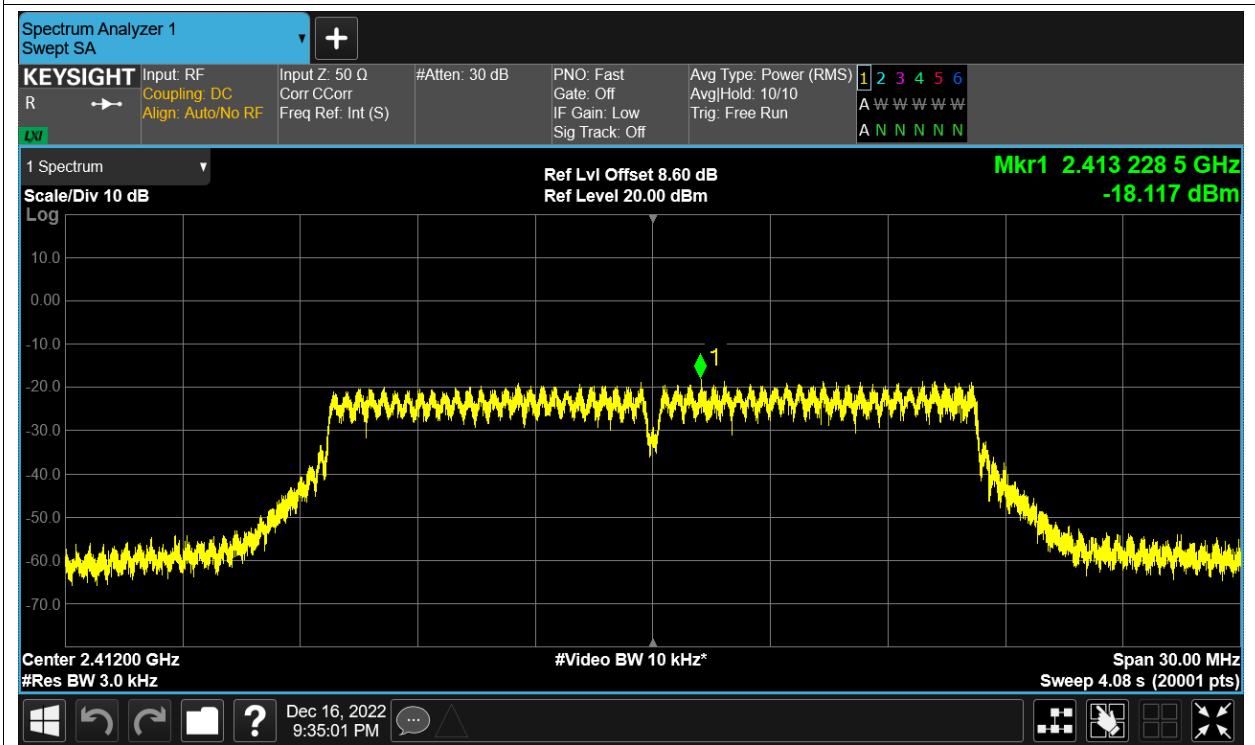 Spectrum Analyzer 1
Swept SA
KEYSIGHT
R
LXI
Input: RF
Coupling: DC
Align: Auto/No RF
Input Z: 50 Ω
Corr CCorr
Freq Ref: Int (S)
#Atten: 30 dB
PNO: Fast
Gate: Off
IF Gain: Low
Sig Track: Off
Avg Type: Power (RMS)
Avg|Hold: 10/10
Trig: Free Run
1 2 3 4 5 6
A W W W W W
A N N N N N
1 Spectrum
Scale/Div 10 dB
Log
Ref Lvl Offset 8.60 dB
Ref Level 20.00 dBm
Mkr1 2.413 228 5 GHz
-18.117 dBm
10.0
0.00
-10.0
1
-20.0
-30.0
-40.0
-50.0
-60.0
-70.0
Center 2.41200 GHz
#Res BW 3.0 kHz
#Video BW 10 kHz*
Span 30.00 MHz
Sweep 4.08 s (20001 pts)
?
Dec 16, 2022
9:35:01 PM